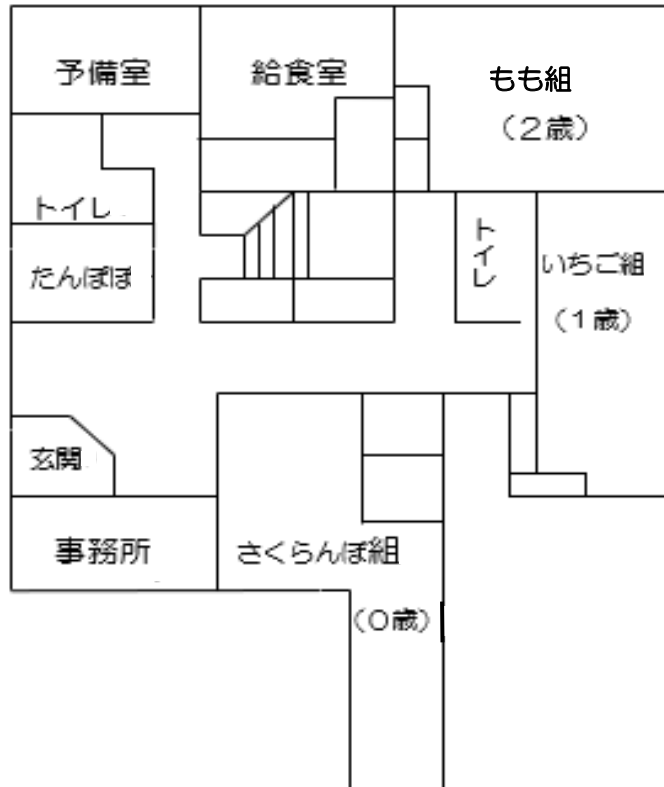 予備室
給食室
もも組
（２歳）
トイレ
たんぽぽ
トイレ
いちご組
（１歳）
玄関
事務所
さくらんぼ組
（０歳）